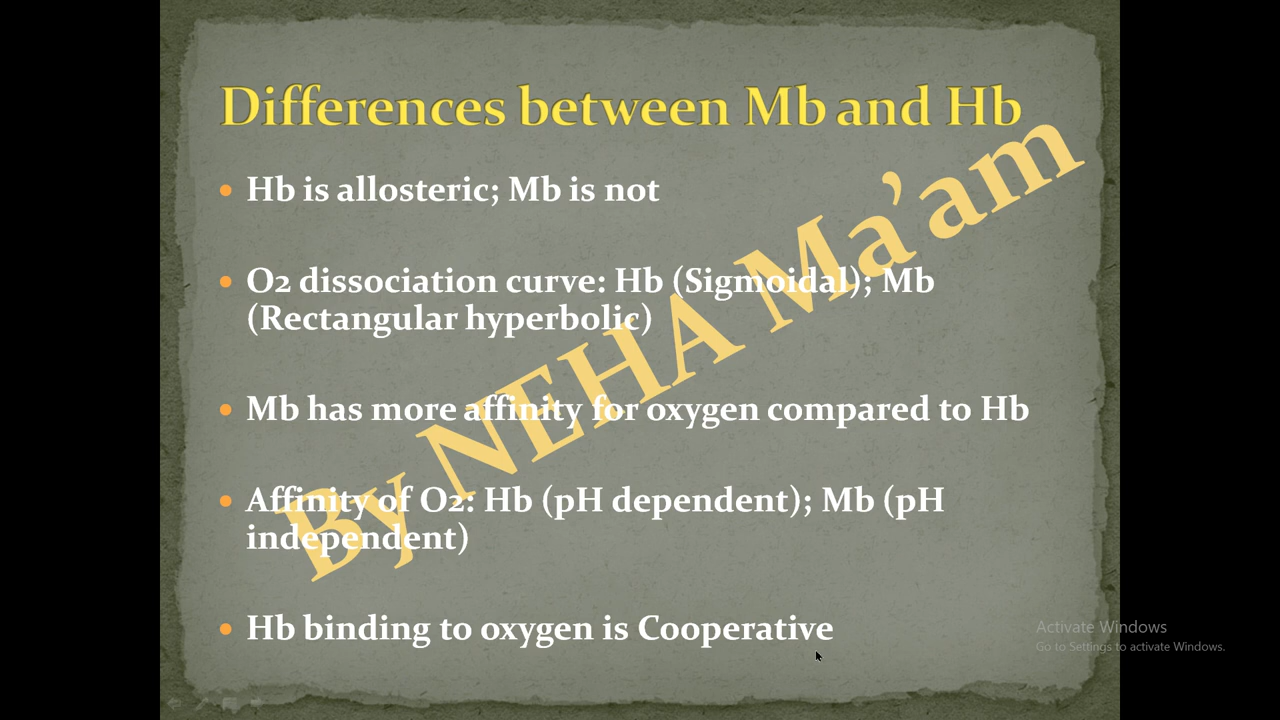 Differences between Mb and Hb
Hb is allosteric; Mb is not
O2 dissociation curve: Hb (Sigmoidal); Mb
(Rectangular hyperbolic)
Mb has more affinity for oxygen compared to Hb
Affinity of O2: Hb (pH dependent); Mb (pH
independent)
Hb binding to oxygen is Cooperative
By NEHA Ma'am
Activate Windows
Go to Settings to activate Windows.